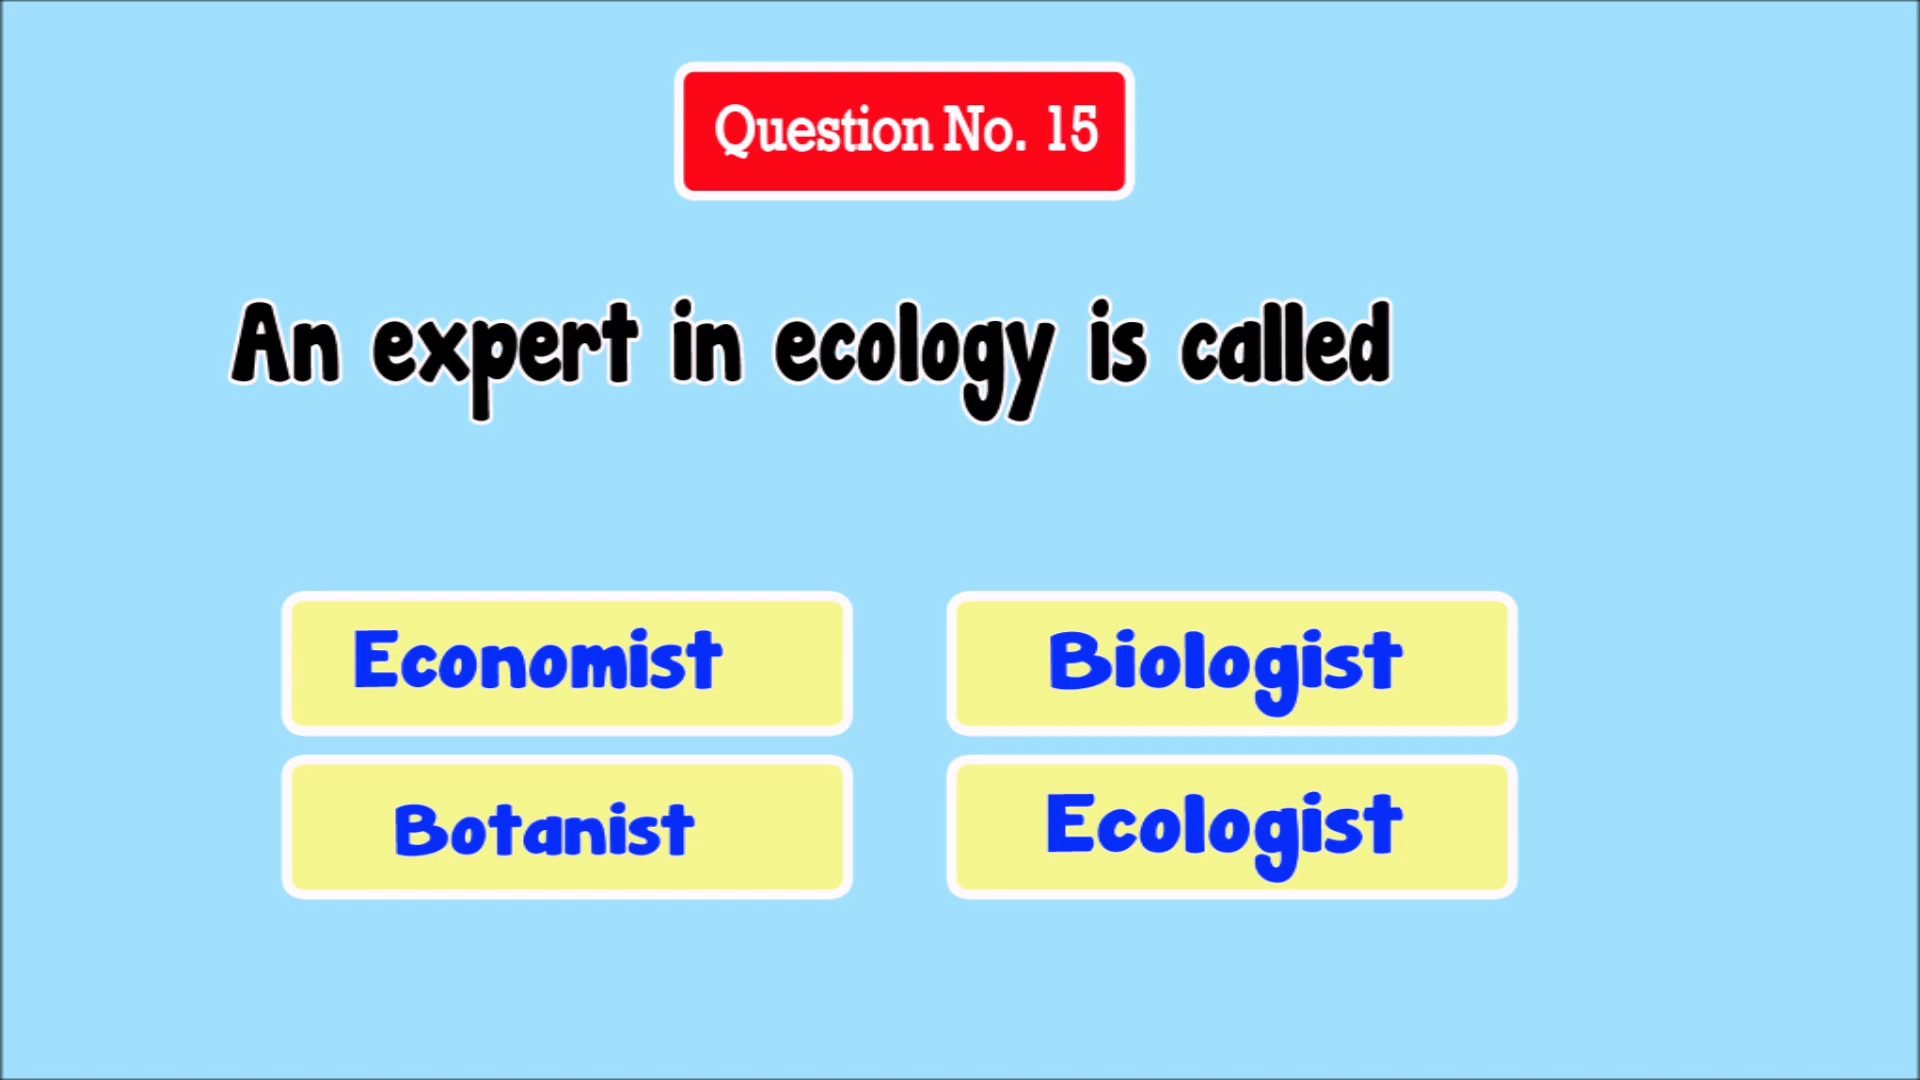 Question No. 15
An expert in ecology is called
Economist
Biologist
Botanist
Ecologist